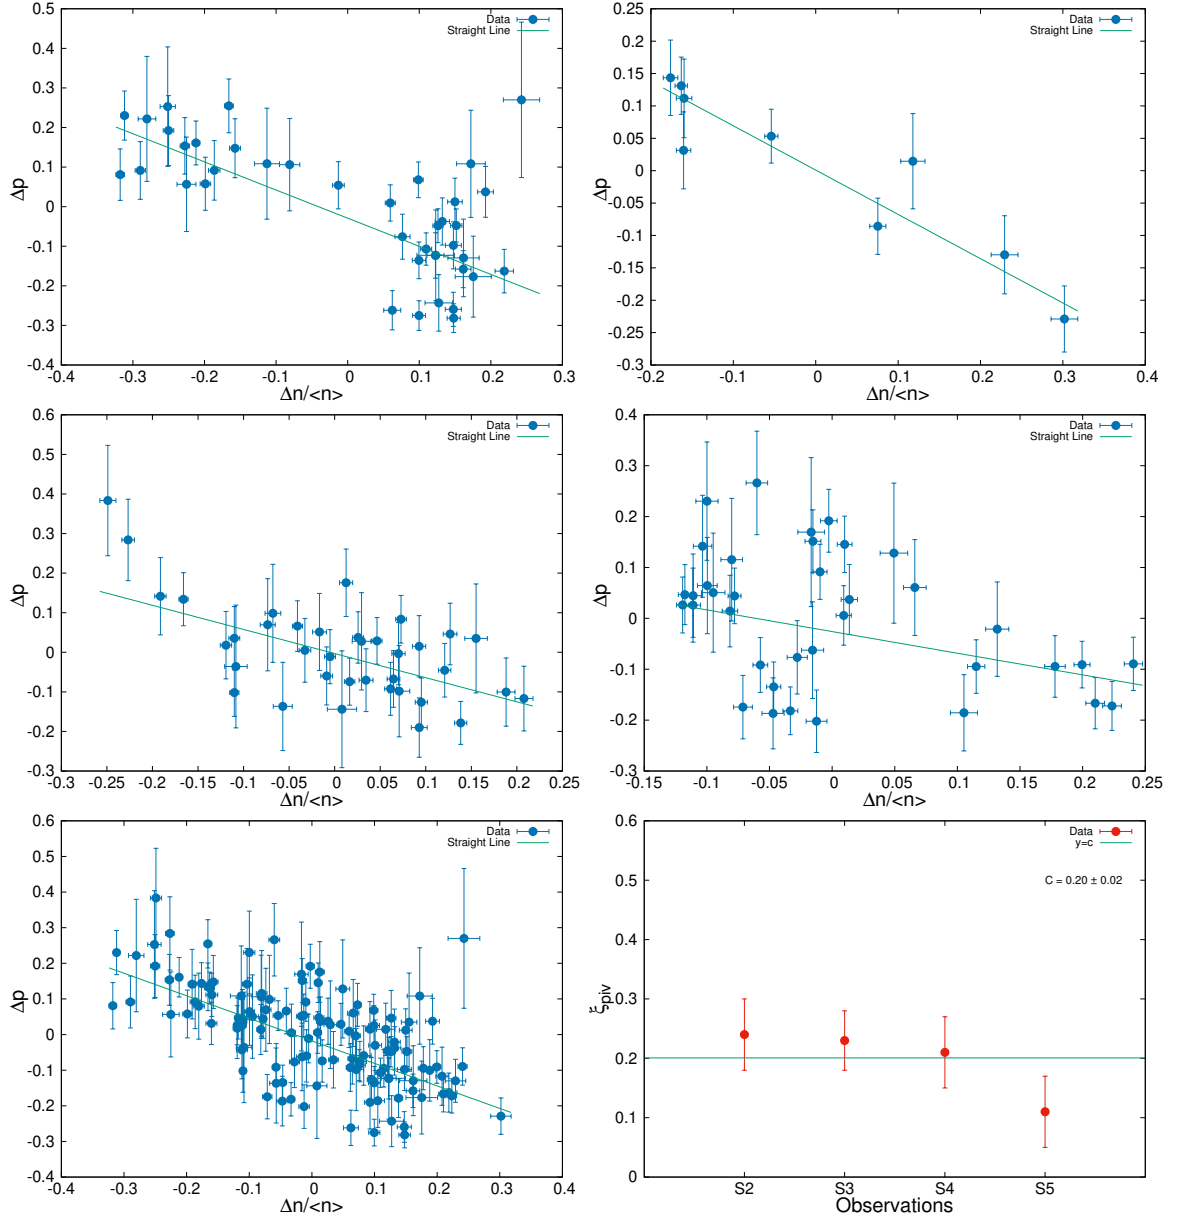 0.5
0.4
0.3
0.2
0.1
0
-0.1
-0.2
-0.3
-0.4
-0.4 -0.3 -0.2 -0.1 0 0.1 0.2 0.3
Δp
Δn/<n>
Data
Straight Line
0.25
0.2
0.15
0.1
0.05
0
-0.05
-0.1
-0.15
-0.2
-0.25
-0.3
-0.2 -0.1 0 0.1 0.2 0.3 0.4
Δp
Δn/<n>
Data
Straight Line
0.6
0.5
0.4
0.3
0.2
0.1
0
-0.1
-0.2
-0.3
-0.3 -0.25 -0.2 -0.15 -0.1 -0.05 0 0.05 0.1 0.15 0.2 0.25
Δp
Δn/<n>
Data
Straight Line
0.4
0.3
0.2
0.1
0
-0.1
-0.2
-0.3
-0.15 -0.1 -0.05 0 0.05 0.1 0.15 0.2 0.25
Δp
Δn/<n>
Data
Straight Line
0.6
0.5
0.4
0.3
0.2
0.1
0
-0.1
-0.2
-0.3
-0.4
-0.4 -0.3 -0.2 -0.1 0 0.1 0.2 0.3 0.4
Δp
Δn/<n>
Data
Straight Line
0.6
0.5
0.4
0.3
0.2
0.1
0
S2 S3 S4 S5
ξpiv
Observations
Data
y=c
C = 0.20 ± 0.02